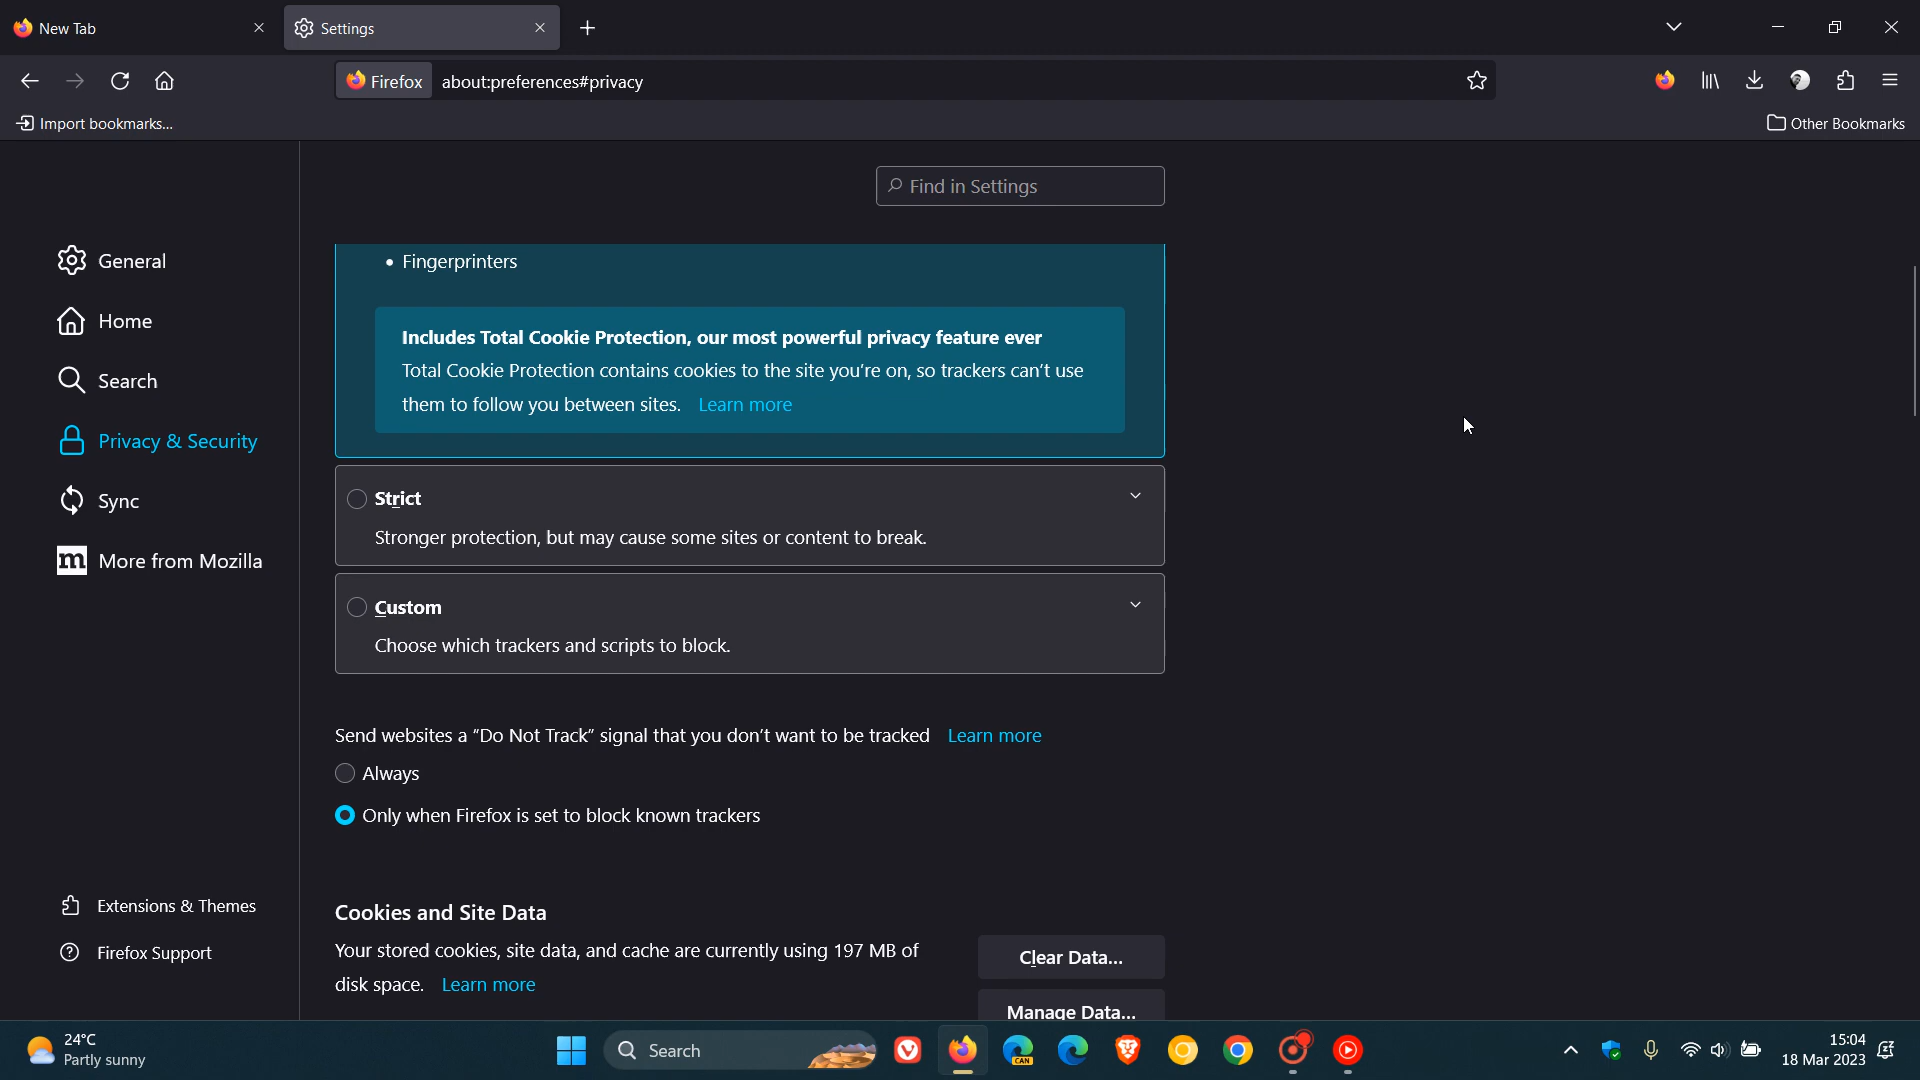 New Tab
Settings
Firefox
about:preferences#privacy
Import bookmarks...
Other Bookmarks
Find in Settings
General
Home
Search
Privacy & Security
Sync
More from Mozilla
Extensions & Themes
Firefox Support
• Fingerprinters
Includes Total Cookie Protection, our most powerful privacy feature ever
Total Cookie Protection contains cookies to the site you're on, so trackers can't use
them to follow you between sites. Learn more
Strict
Stronger protection, but may cause some sites or content to break.
Custom
Choose which trackers and scripts to block.
Send websites a “Do Not Track” signal that you don't want to be tracked Learn more
Always
Only when Firefox is set to block known trackers
Cookies and Site Data
Your stored cookies, site data, and cache are currently using 197 MB of
disk space. Learn more
Clear Data...
Manage Data...
24°C
Partly sunny
Search
CAN
15:04
18 Mar 2023